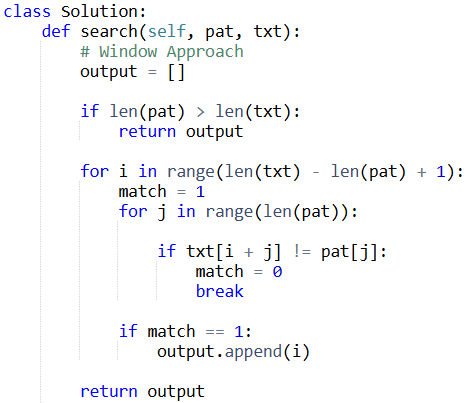 class Solution:
    def search(self, pat, txt):
        # Window Approach
        output = []

        if len(pat) > len(txt):
            return output

        for i in range(len(txt) - len(pat) + 1):
            match = 1
            for j in range(len(pat)):

                if txt[i + j] != pat[j]:
                    match = 0
                    break

            if match == 1:
                output.append(i)

        return output